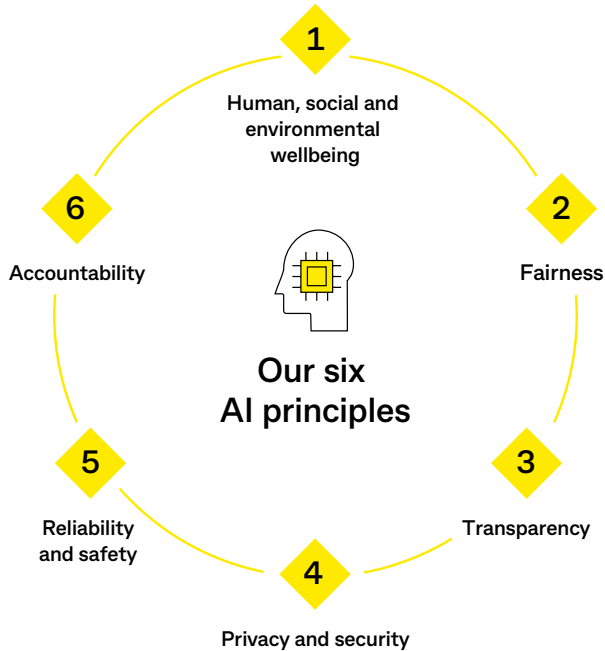 1
Human, social and
environmental
wellbeing
2
Fairness
3
Transparency
4
Privacy and security
5
Reliability
and safety
6
Accountability
Our six
AI principles